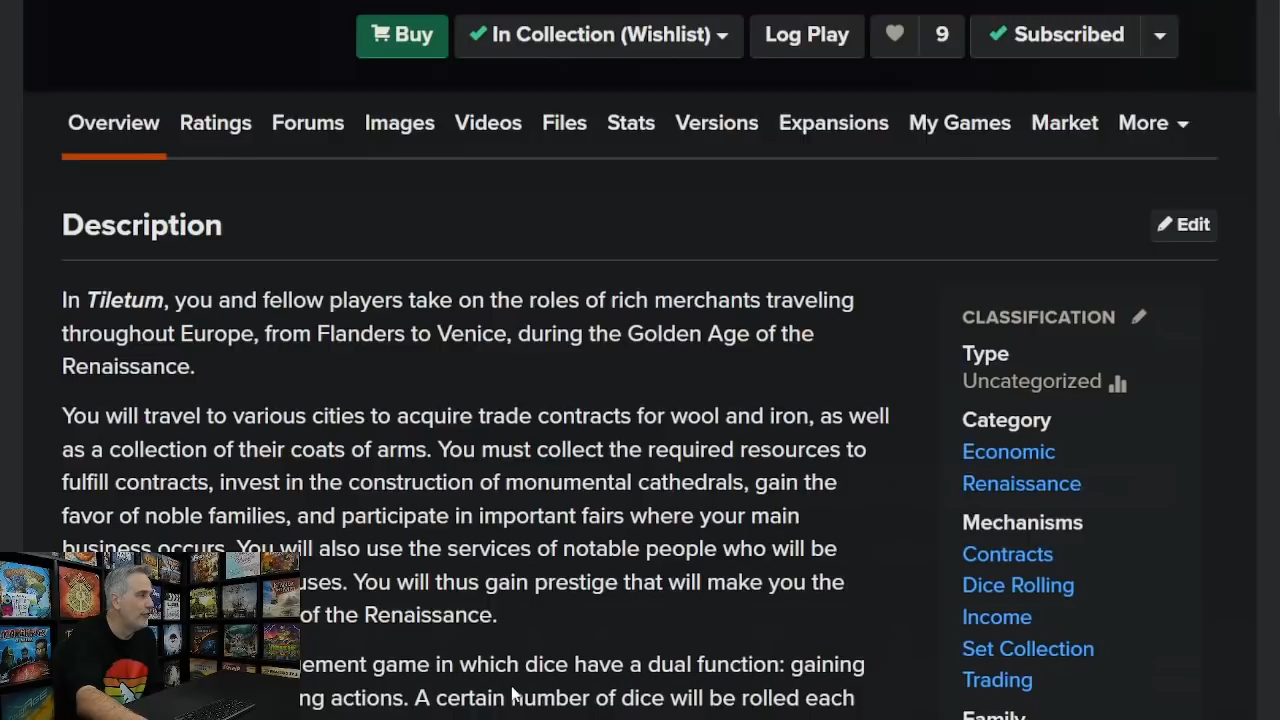 Buy
In Collection (Wishlist)
Log Play
9
Subscribed
Overview Ratings Forums Images Videos Files Stats Versions Expansions My Games Market More
Description
Edit
In Tiletum, you and fellow players take on the roles of rich merchants traveling
throughout Europe, from Flanders to Venice, during the Golden Age of the
Renaissance.
You will travel to various cities to acquire trade contracts for wool and iron, as well
as a collection of their coats of arms. You must collect the required resources to
fulfill contracts, invest in the construction of monumental cathedrals, gain the
favor of noble families, and participate in important fairs where your main
business occurs. You will also use the services of notable people who will be
uses. You will thus gain prestige that will make you the
of the Renaissance.
ement game in which dice have a dual function: gaining
ng actions. A certain number of dice will be rolled each
CLASSIFICATION
Type
Uncategorized
Category
Economic
Renaissance
Mechanisms
Contracts
Dice Rolling
Income
Set Collection
Trading
Family